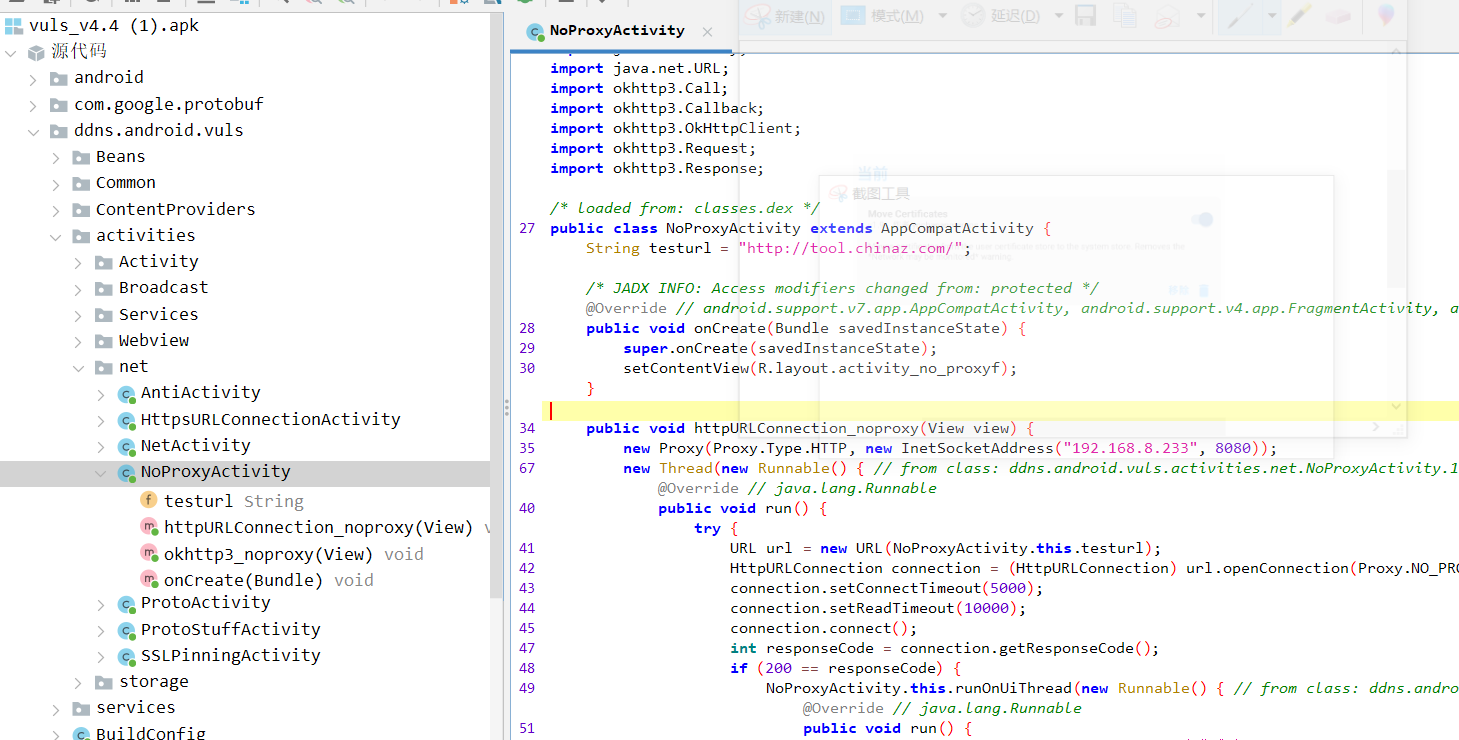 vuls_v4.4 (1).apk
源代码
android
com.google.protobuf
ddns.android.vuls
Beans
Common
ContentProviders
activities
Activity
Broadcast
Services
Webview
net
AntiActivity
HttpsURLConnectionActivity
NetActivity
NoProxyActivity
testurl String
httpURLConnection_noproxy(View) v
okhttp3_noproxy(View) void
onCreate(Bundle) void
ProtoActivity
ProtoStuffActivity
SSLPinningActivity
storage
services
BuildConfig
NoProxyActivity
新建(N) 模式(M) 延迟(D)
import java.net.URL;
import okhttp3.Call;
import okhttp3.Callback;
import okhttp3.OkHttpClient;
import okhttp3.Request;
import okhttp3.Response;
当前
截图工具
Move Certificates
/* loaded from: classes.dex */
27 public class NoProxyActivity extends AppCompatActivity {
String testurl = "http://tool.chinaz.com/";
/* JADX INFO: Access modifiers changed from: protected */
@Override // android.support.v7.app.AppCompatActivity, android.support.v4.app.FragmentActivity, a
28 public void onCreate(Bundle savedInstanceState) {
29 super.onCreate(savedInstanceState);
30 setContentView(R.layout.activity_no_proxyf);
}
34 public void httpURLConnection_noproxy(View view) {
35 new Proxy(Proxy.Type.HTTP, new InetSocketAddress("192.168.8.233", 8080));
67 new Thread(new Runnable() { // from class: ddns.android.vuls.activities.net.NoProxyActivity.1
@Override // java.lang.Runnable
40 public void run() {
try {
41 URL url = new URL(NoProxyActivity.this.testurl);
42 HttpURLConnection connection = (HttpURLConnection) url.openConnection(Proxy.NO_PRO
43 connection.setConnectTimeout(5000);
44 connection.setReadTimeout(10000);
45 connection.connect();
47 int responseCode = connection.getResponseCode();
48 if (200 == responseCode) {
49 NoProxyActivity.this.runOnUiThread(new Runnable() { // from class: ddns.andro
@Override // java.lang.Runnable
51 public void run() {